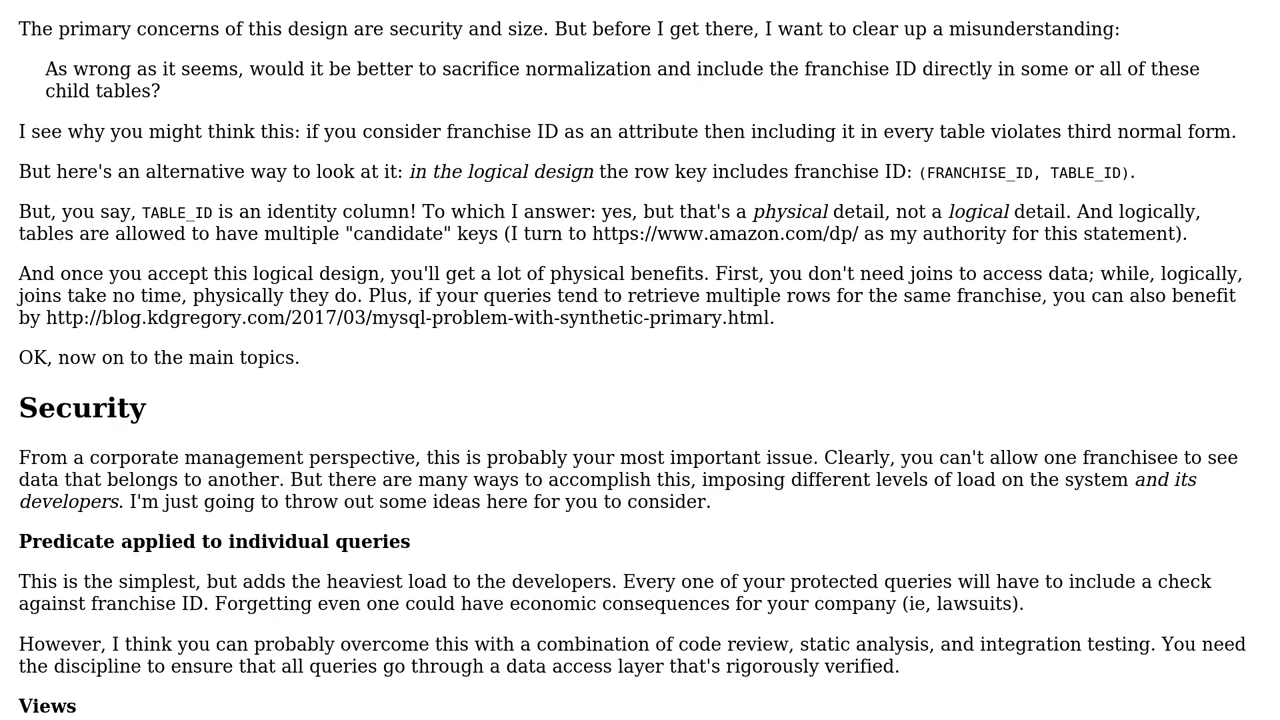 The primary concerns of this design are security and size. But before I get there, I want to clear up a misunderstanding:
As wrong as it seems, would it be better to sacrifice normalization and include the franchise ID directly in some or all of these
child tables?
I see why you might think this: if you consider franchise ID as an attribute then including it in every table violates third normal form.
But here's an alternative way to look at it: in the logical design the row key includes franchise ID: (FRANCHISE_ID, TABLE_ID).
But, you say, TABLE_ID is an identity column! To which I answer: yes, but that's a physical detail, not a logical detail. And logically,
tables are allowed to have multiple "candidate" keys (I turn to https://www.amazon.com/dp/ as my authority for this statement).
And once you accept this logical design, you'll get a lot of physical benefits. First, you don't need joins to access data; while, logically,
joins take no time, physically they do. Plus, if your queries tend to retrieve multiple rows for the same franchise, you can also benefit
by http://blog.kdgregory.com/2017/03/mysql-problem-with-synthetic-primary.html.
OK, now on to the main topics.
Security
From a corporate management perspective, this is probably your most important issue. Clearly, you can't allow one franchisee to see
data that belongs to another. But there are many ways to accomplish this, imposing different levels of load on the system and its
developers. I'm just going to throw out some ideas here for you to consider.
Predicate applied to individual queries
This is the simplest, but adds the heaviest load to the developers. Every one of your protected queries will have to include a check
against franchise ID. Forgetting even one could have economic consequences for your company (ie, lawsuits).
However, I think you can probably overcome this with a combination of code review, static analysis, and integration testing. You need
the discipline to ensure that all queries go through a data access layer that's rigorously verified.
Views